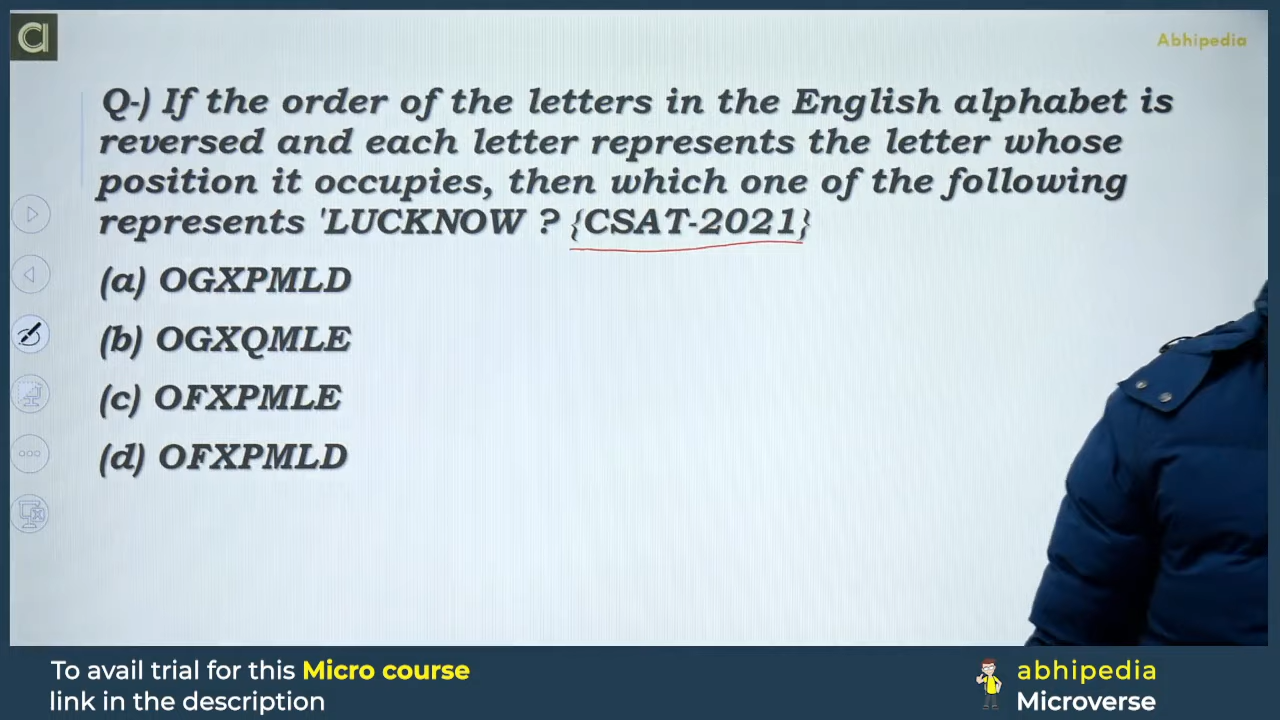 Abhipedia
Q-) If the order of the letters in the English alphabet is
reversed and each letter represents the letter whose
position it occupies, then which one of the following
represents 'LUCKNOW ? {CSAT-2021}
(a) OGXPMLD
(b) OGXQMLE
(c) OFXPMLE
(d) OFXPMLD
To avail trial for this Micro course
link in the description
abhipedia
Microverse